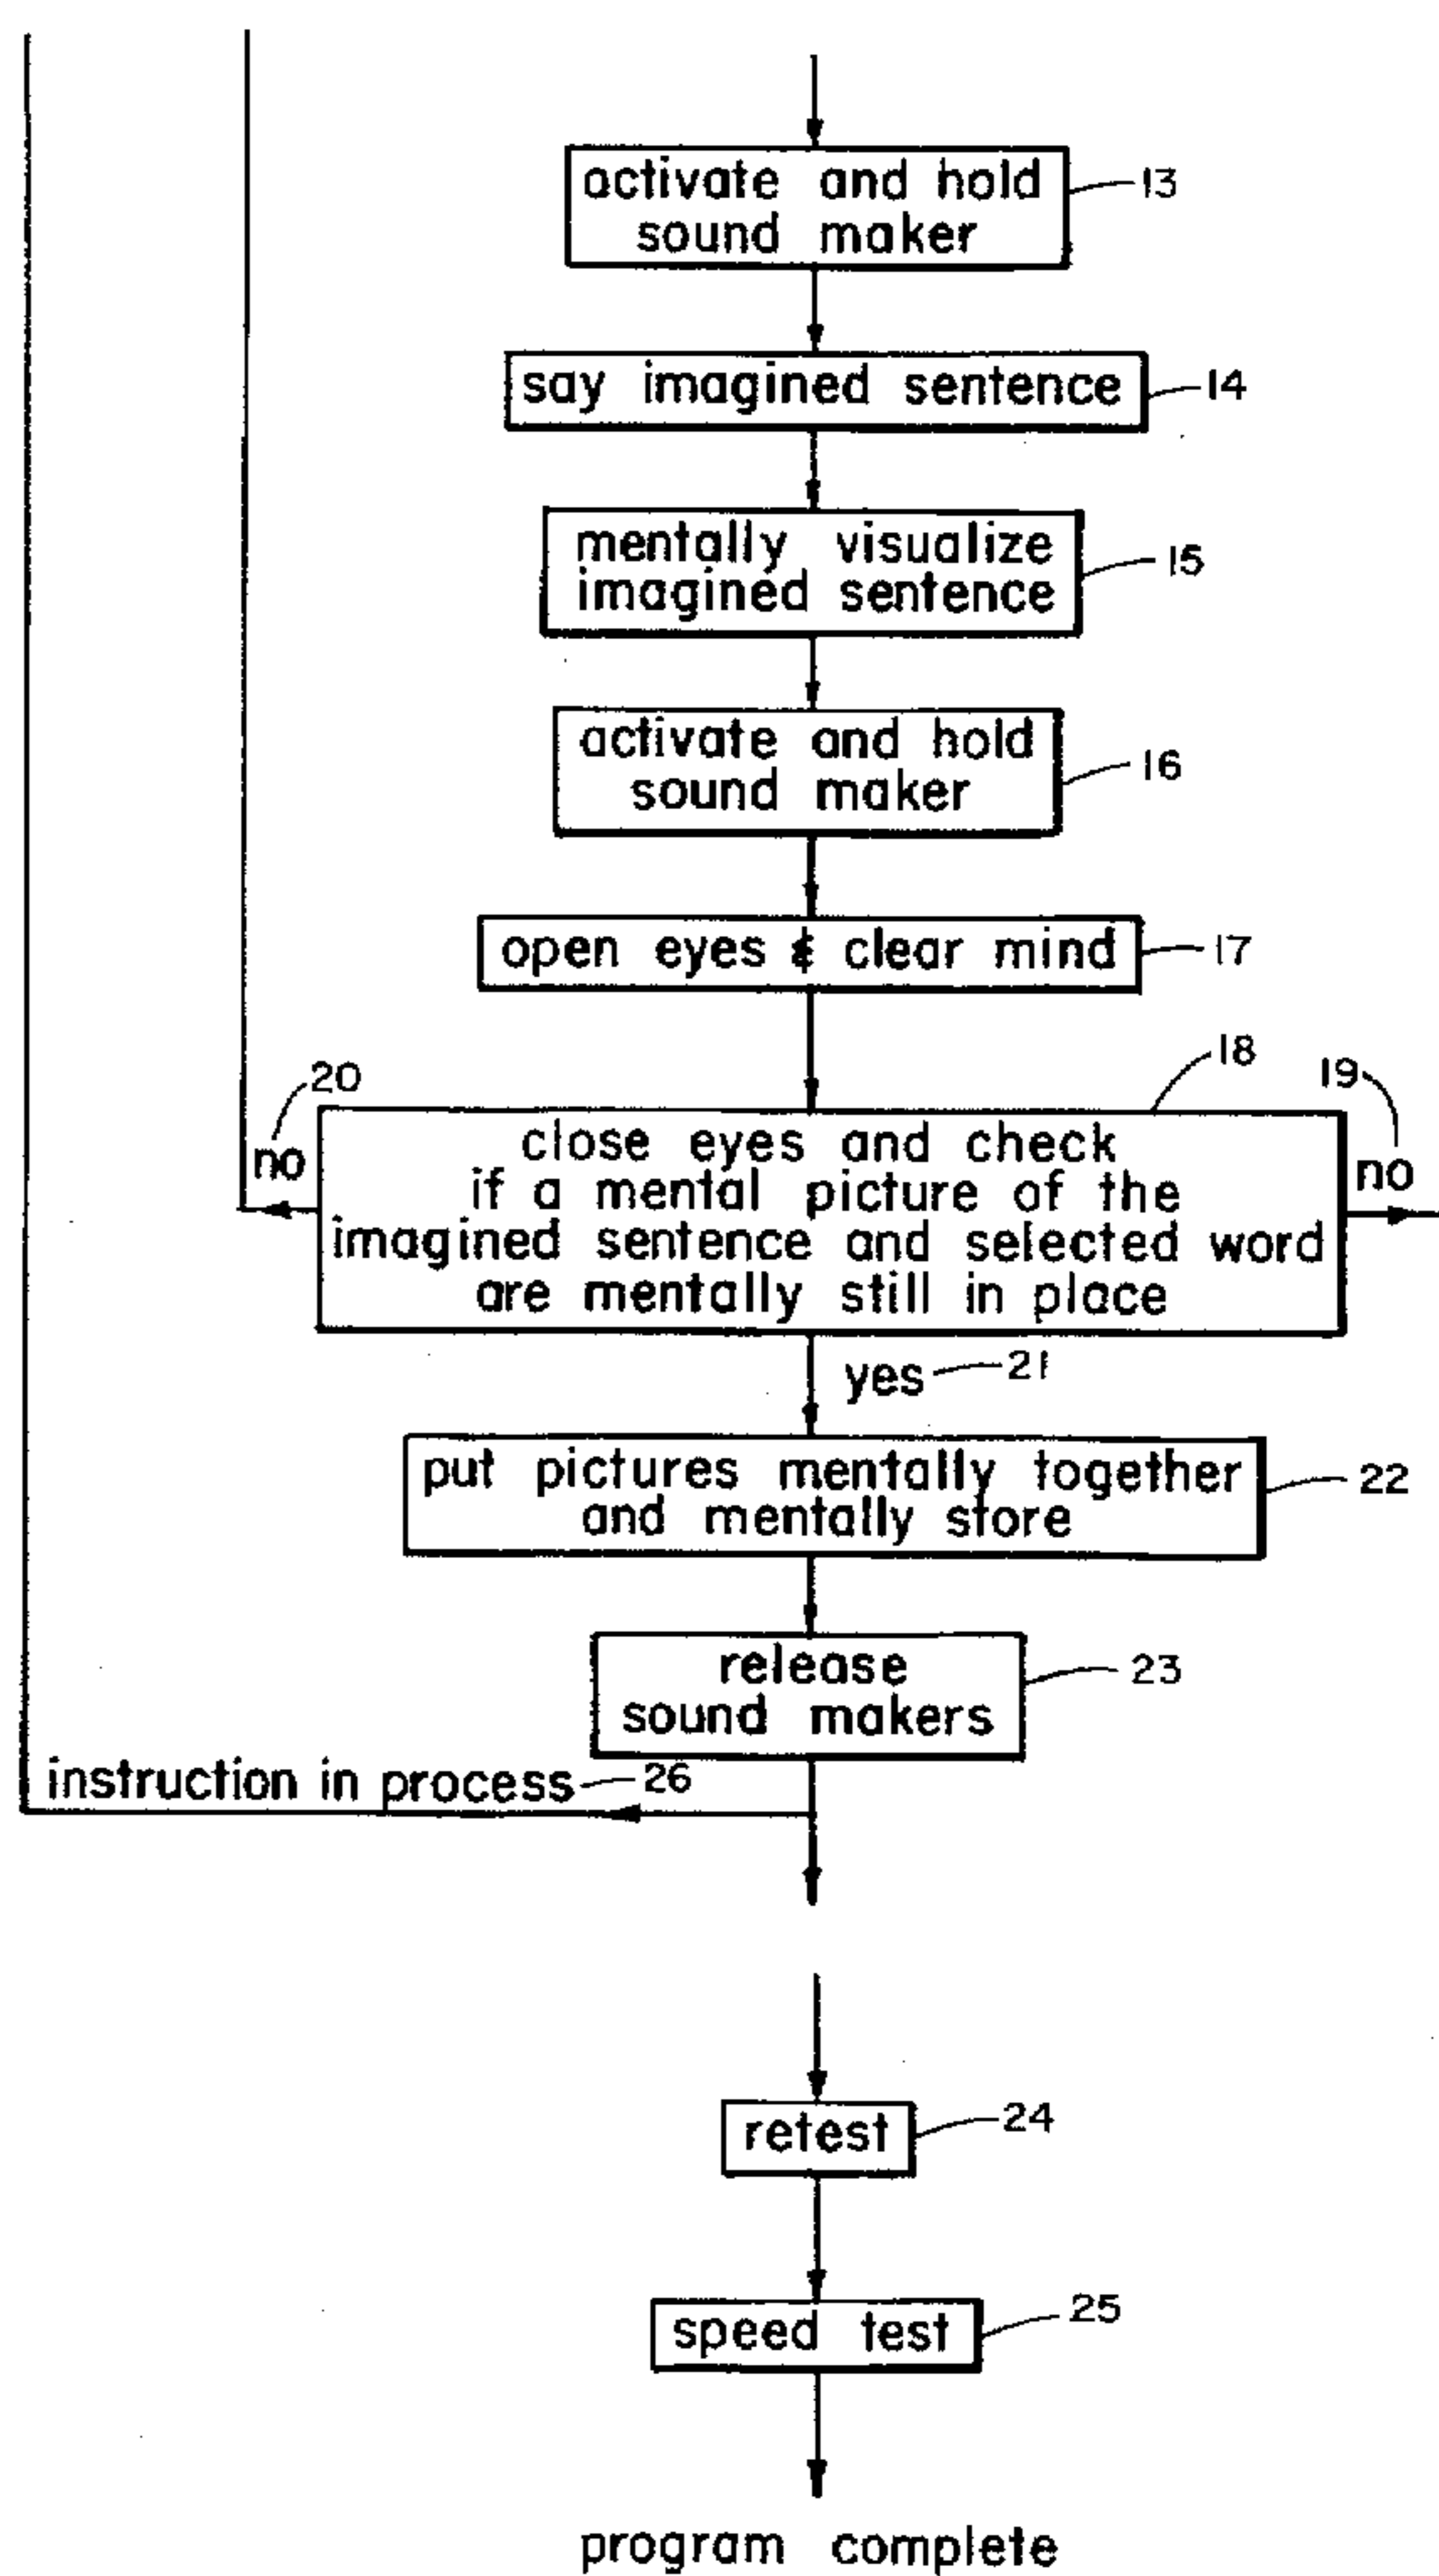 activate and hold
sound maker
13
say imagined sentence
14
mentally visualize
imagined sentence
15
activate and hold
sound maker
16
open eyes & clear mind
17
18
19
20
no
no
close eyes and check
if a mental picture of the
imagined sentence and selected word
are mentally still in place
yes
21
put pictures mentally together
and mentally store
22
release
sound makers
23
instruction in process
26
retest
24
speed test
25
program complete